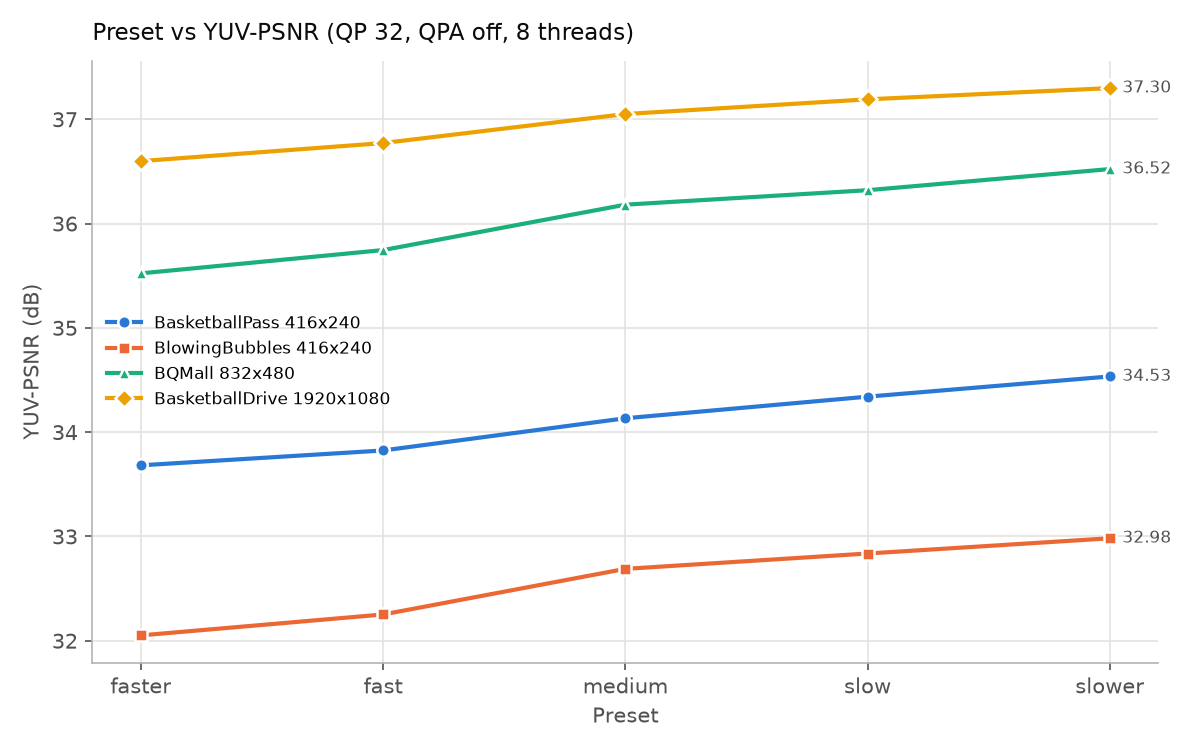 Preset vs YUV-PSNR (QP 32, QPA off, 8 threads)
YUV-PSNR (dB)
37
36
35
34
33
32
37.30
36.52
34.53
32.98
BasketballPass 416x240
BlowingBubbles 416x240
BQMall 832x480
BasketballDrive 1920x1080
faster
fast
medium
slow
slower
Preset